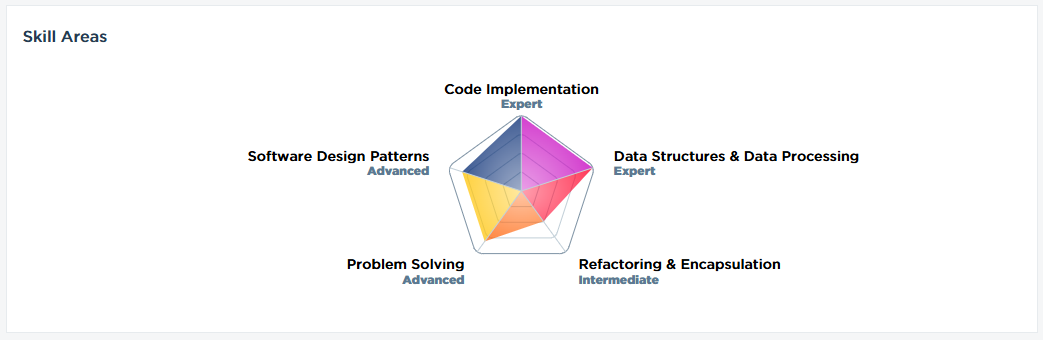 Skill Areas
Code Implementation
Expert
Software Design Patterns
Advanced
Data Structures & Data Processing
Expert
Problem Solving
Advanced
Refactoring & Encapsulation
Intermediate